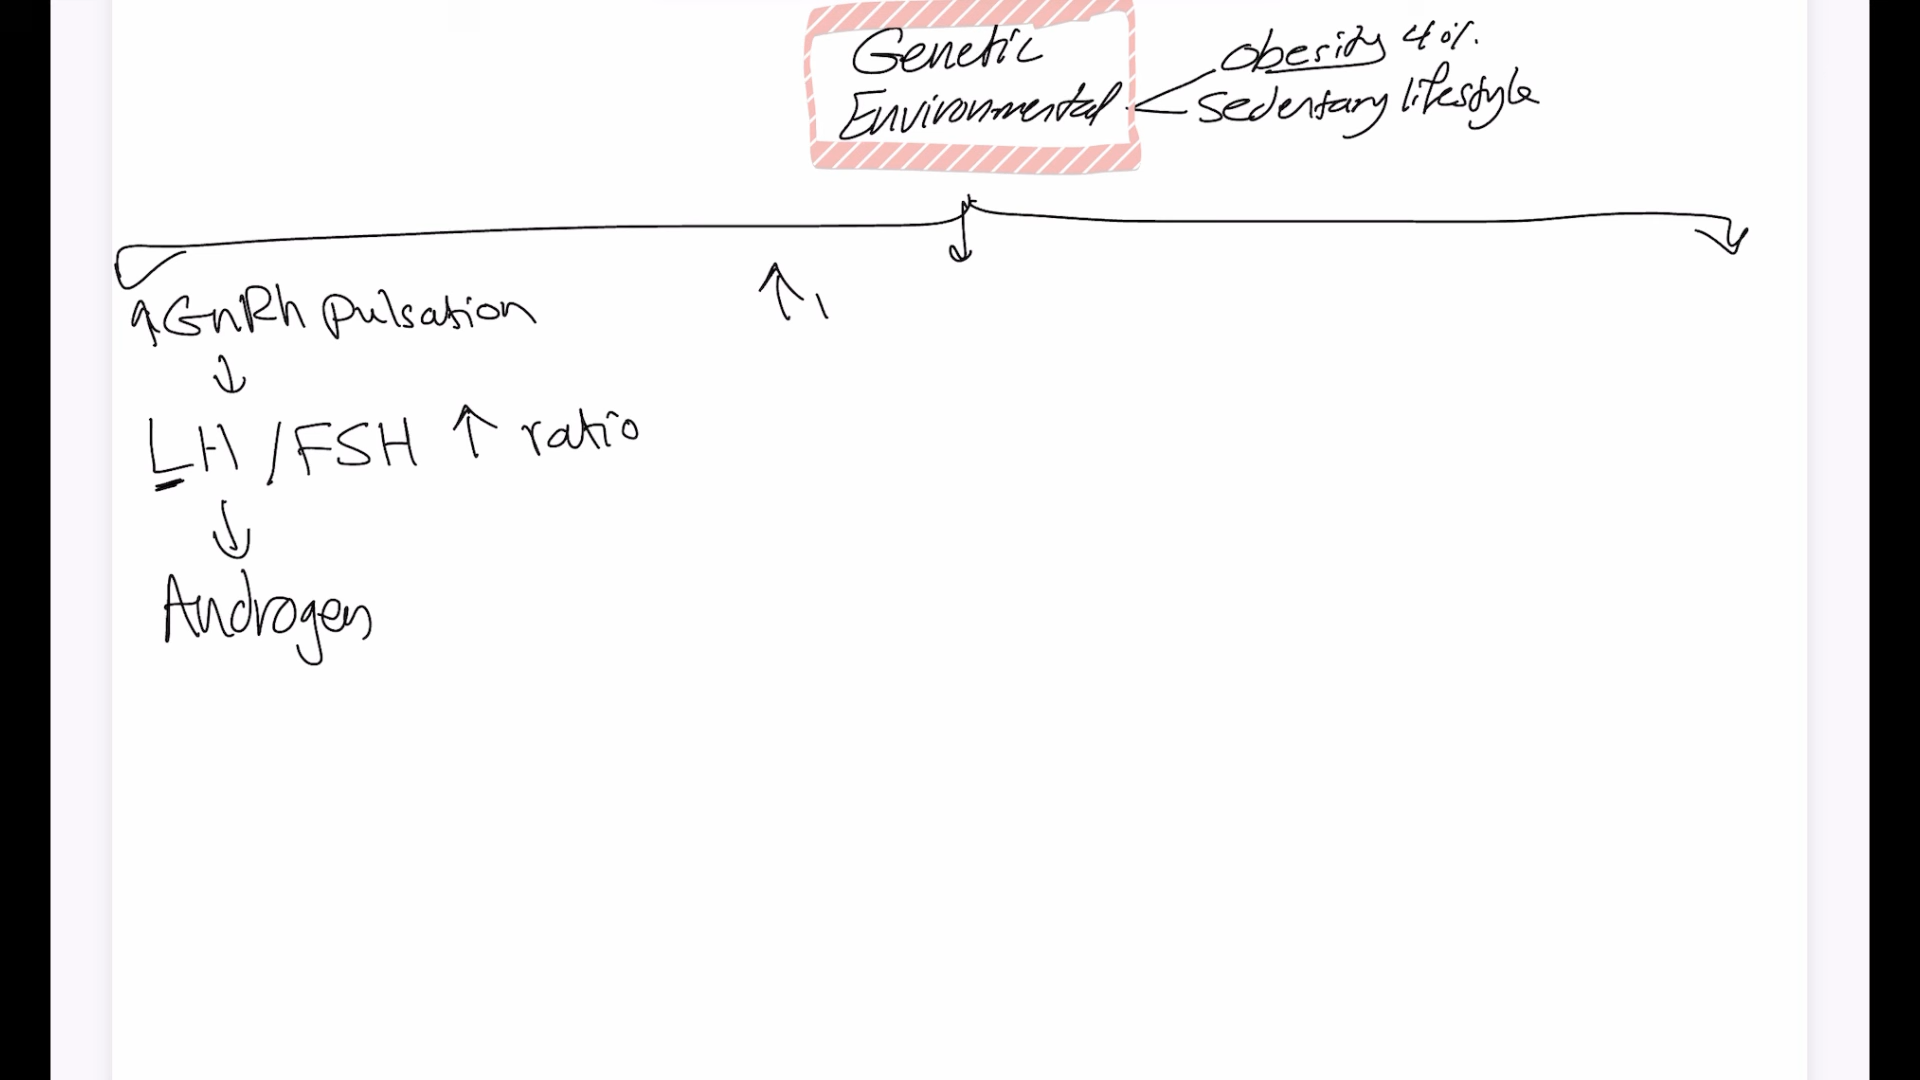 Genetic
Environmental
obesity 40%.
Sedentary lifestyle
↑GnRh pulsation
↓
LH /FSH ↑ ratio
↓
Androgen
↑